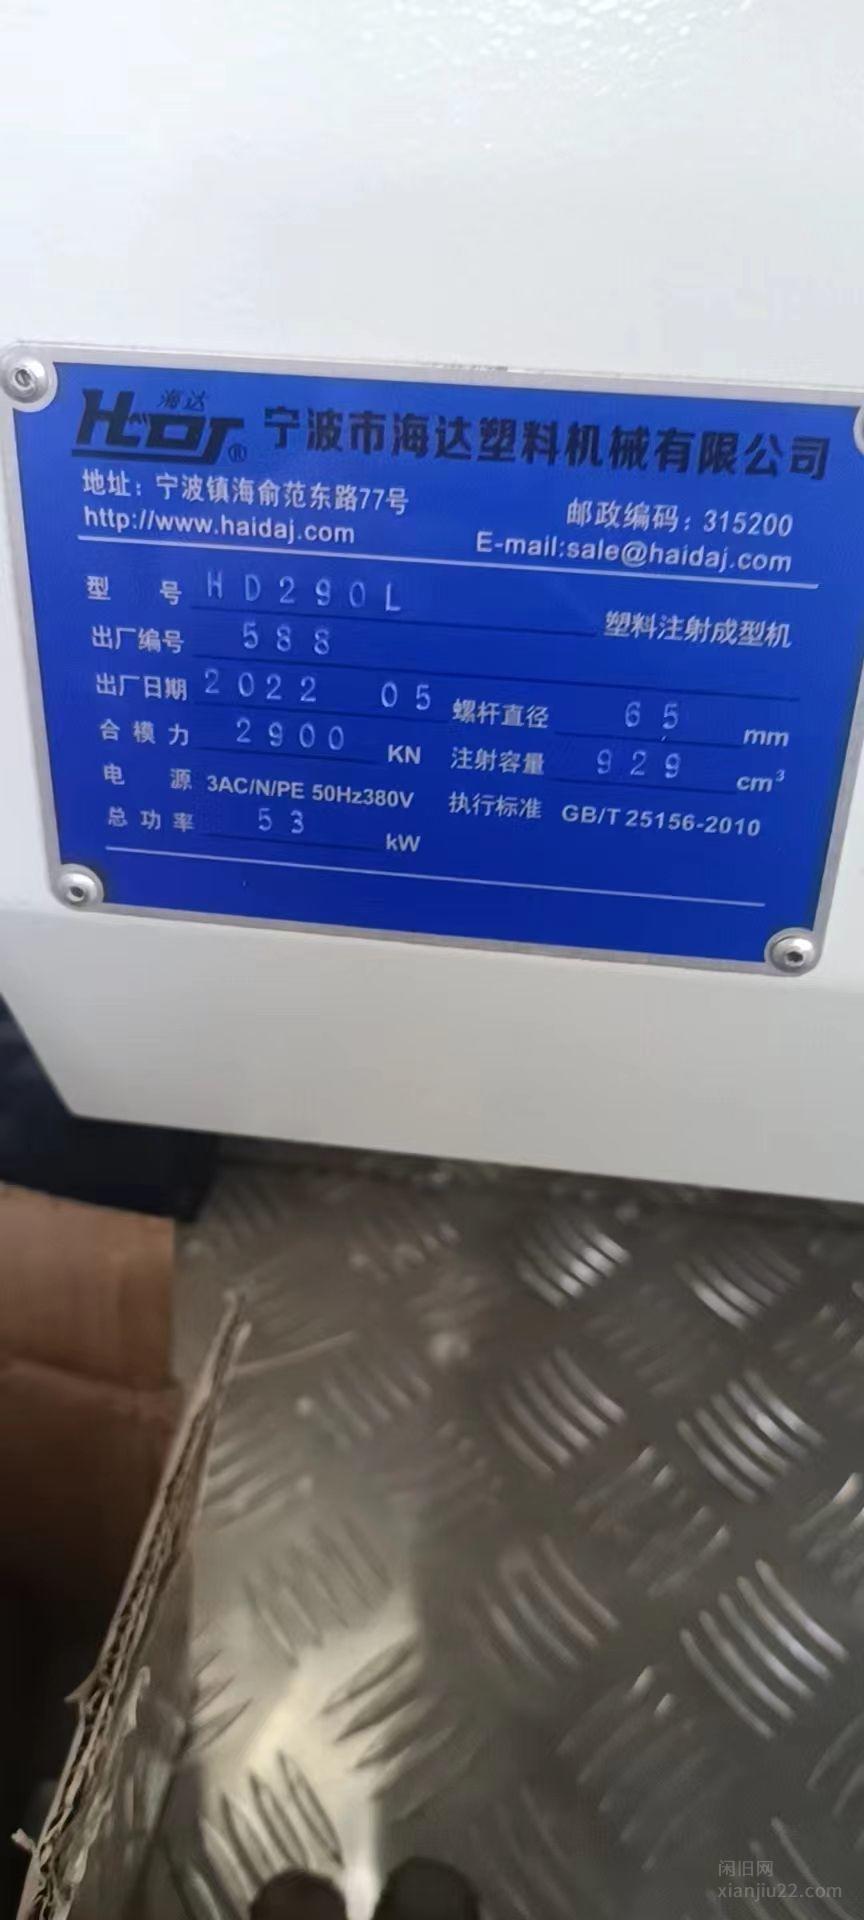 海达
HDJ® 宁波市海达塑料机械有限公司
地址：宁波镇海俞范东路77号 邮政编码：315200
http://www.haidaj.com E-mail:sale@haidaj.com
型 号 HD290L 塑料注射成型机
出厂编号 588
出厂日期 2022 05 螺杆直径 65 mm
合模力 2900 KN 注射容量 929 cm³
电 源 3AC/N/PE 50Hz380V 执行标准 GB/T 25156-2010
总功率 53 kW
闲旧网
xianjiu22.com